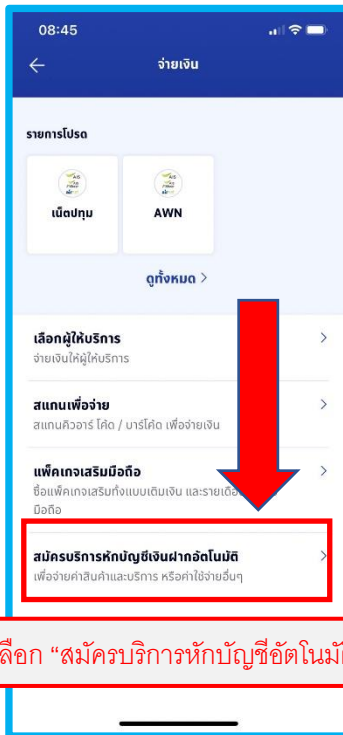 08:45
จ่ายเงิน
รายการโปรด
เน็ตปทุม
AWN
ดูทั้งหมด >
เลือกผู้ให้บริการ
จ่ายเงินให้ผู้ให้บริการ
สแกนเพื่อจ่าย
สแกนคิวอาร์ โค้ด / บาร์โค้ด เพื่อจ่ายเงิน
แพ็คเกจเสริมมือถือ
ซื้อแพ็คเกจเสริมทั้งแบบเติมเงิน และรายเดือน
มือถือ
สมัครบริการหักบัญชีเงินฝากอัตโนมัติ
เพื่อจ่ายค่าสินค้าและบริการ หรือค่าใช้จ่ายอื่นๆ
ลือก “สมัครบริการหักบัญชีอัตโนมั